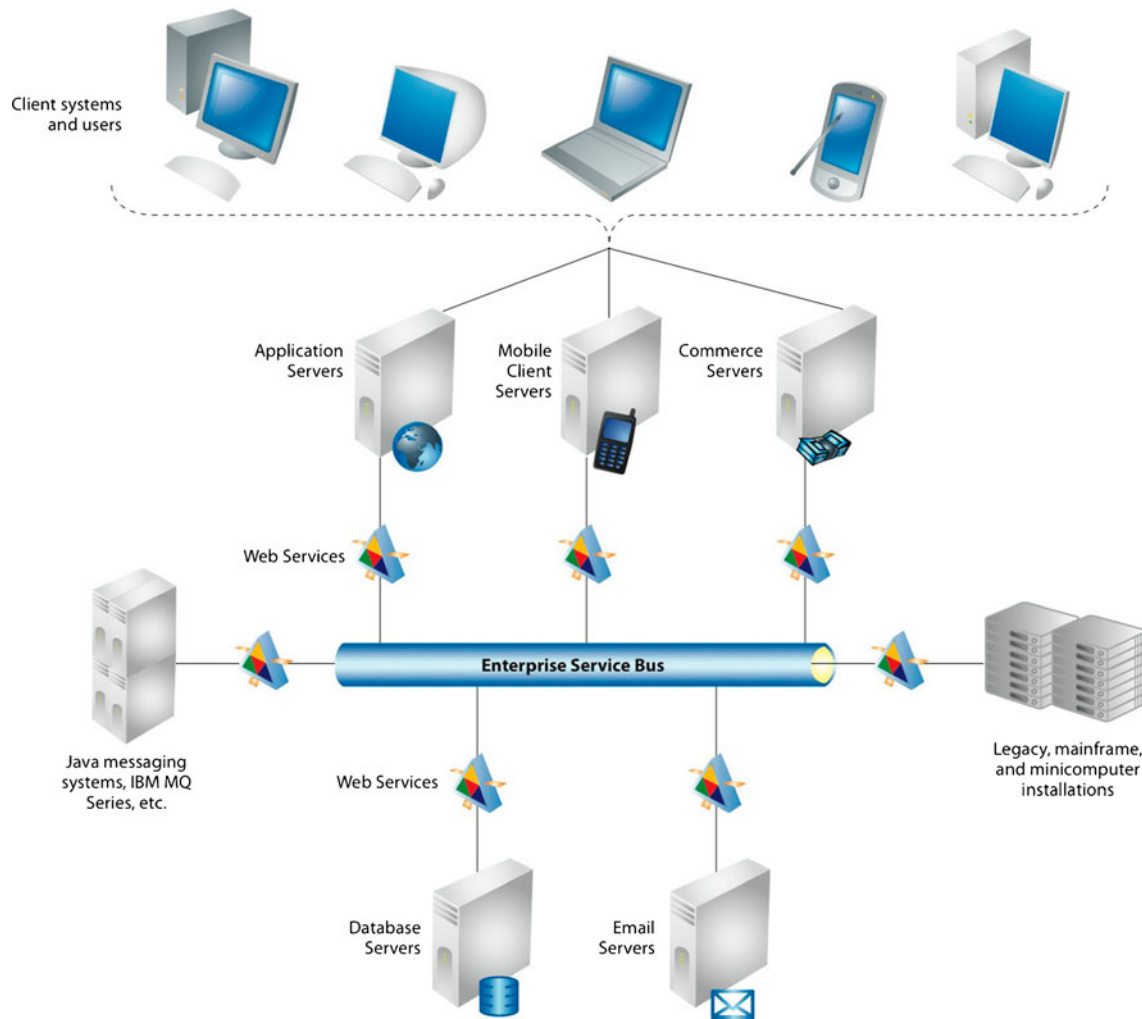 Client systems
and users
Application
Servers
Mobile
Client
Servers
Commerce
Servers
Web Services
Enterprise Service Bus
Java messaging
systems, IBM MQ
Series, etc.
Legacy, mainframe,
and minicomputer
installations
Web Services
Database
Servers
Email
Servers